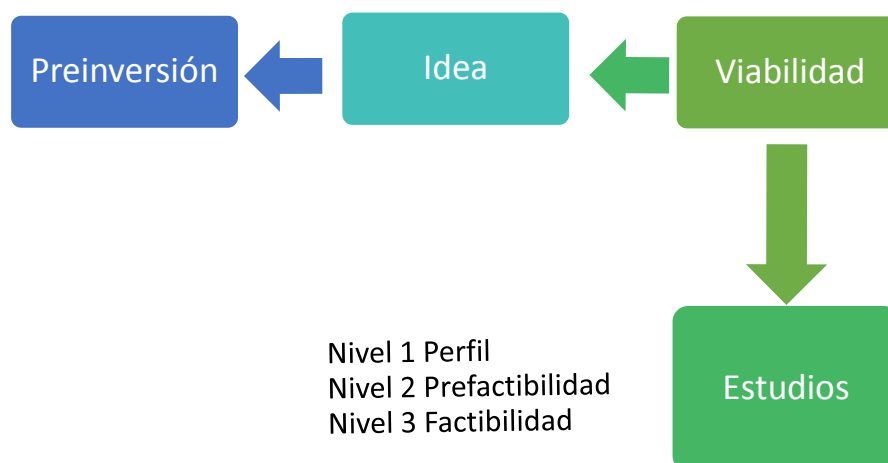 Preinversión
Idea
Viabilidad
Nivel 1 Perfil
Nivel 2 Prefactibilidad
Nivel 3 Factibilidad
Estudios